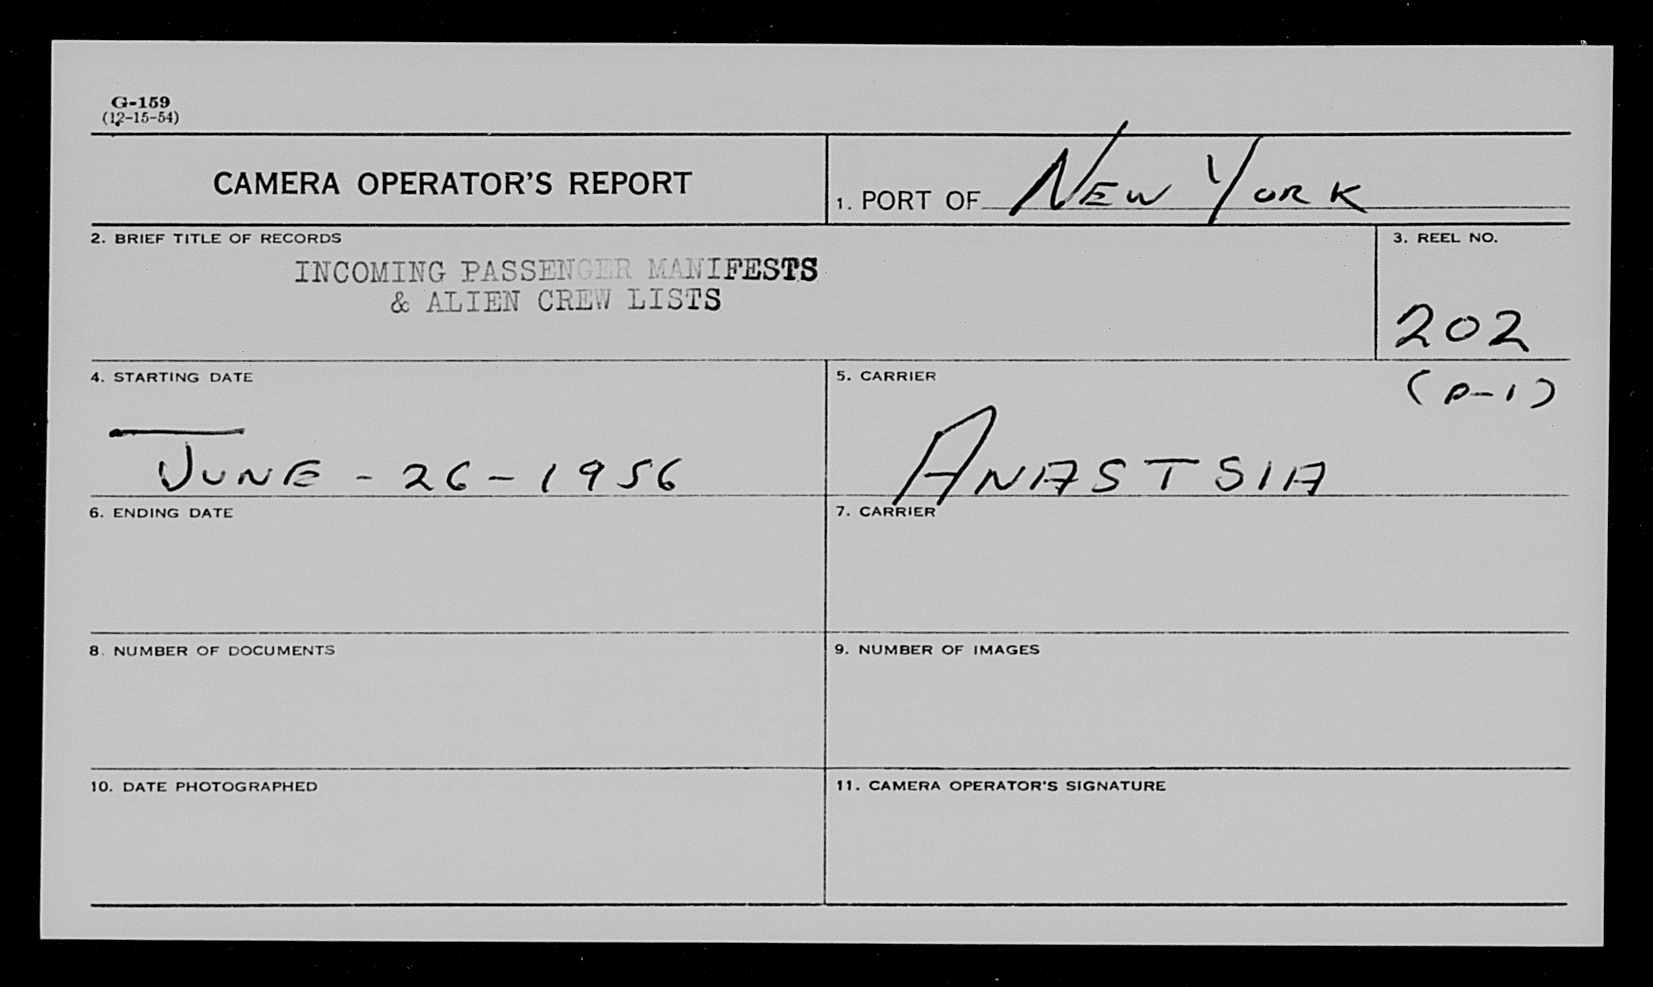 G-159
(12-15-54)
CAMERA OPERATOR'S REPORT
1. PORT OF NEW YORK
2. BRIEF TITLE OF RECORDS
INCOMING PASSENGER MANIFESTS
& ALIEN CREW LISTS
3. REEL NO.
202
(P-1)
4. STARTING DATE
JUNE - 26 - 1956
5. CARRIER
ANASTSIA
6. ENDING DATE
7. CARRIER
8. NUMBER OF DOCUMENTS
9. NUMBER OF IMAGES
10. DATE PHOTOGRAPHED
11. CAMERA OPERATOR'S SIGNATURE